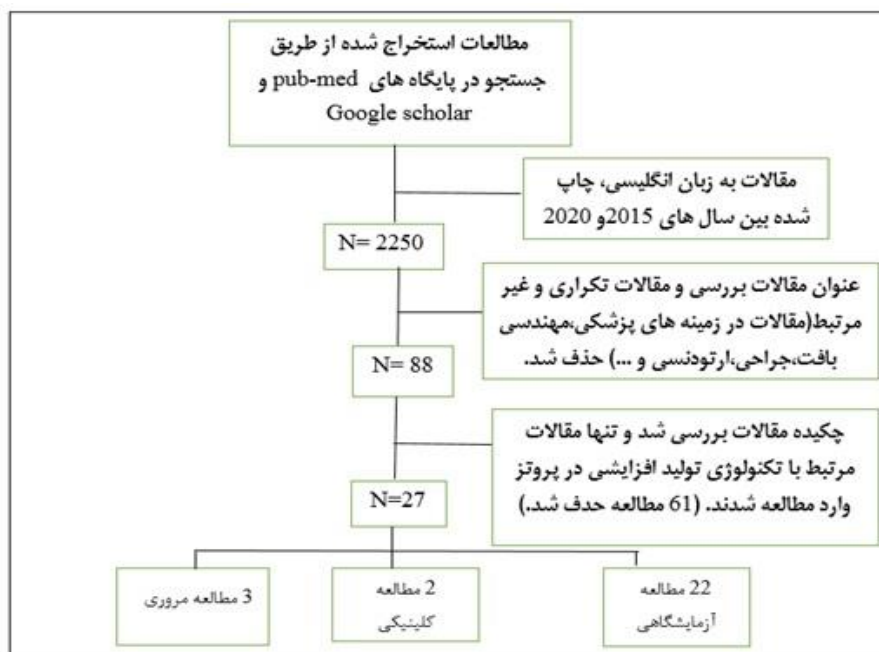 مطالعات استخراج شده از طریق
جستجو در پایگاه های pub-med و
Google scholar
مقالات به زبان انگلیسی، چاپ
شده بین سال های 2015و 2020
N= 2250
عنوان مقالات بررسی و مقالات تکراری و غیر
مرتبط(مقالات در زمینه های پزشکی،مهندسی
بافت،جراحی،ارتودنسی و ...) حذف شد.
N= 88
چکیده مقالات بررسی شد و تنها مقالات
مرتبط با تکنولوژی تولید افزایشی در پروتز
وارد مطالعه شدند. (61 مطالعه حدف شد.)
N=27
22 مطالعه
آزمایشگاهی
2 مطالعه
کلینیکی
3 مطالعه مروری